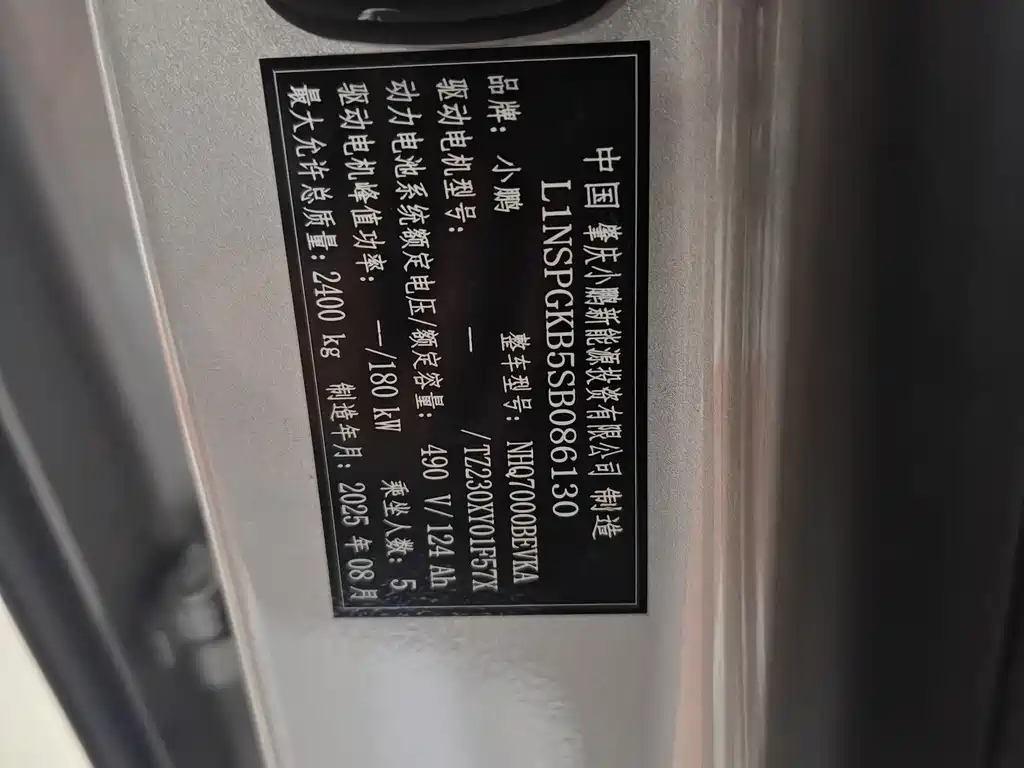 中国 肇庆小鹏新能源投资有限公司 制造
L1NSPGKB5SB086130
品牌: 小鹏 整车型号: NHQ7000BEVKA
驱动电机型号: — /TZ230XY01F57X
动力电池系统额定电压/额定容量: 490 V/124 Ah
驱动电机峰值功率: —/180 kW 乘坐人数: 5
最大允许总质量: 2400 kg 制造年月: 2025 年 08 月